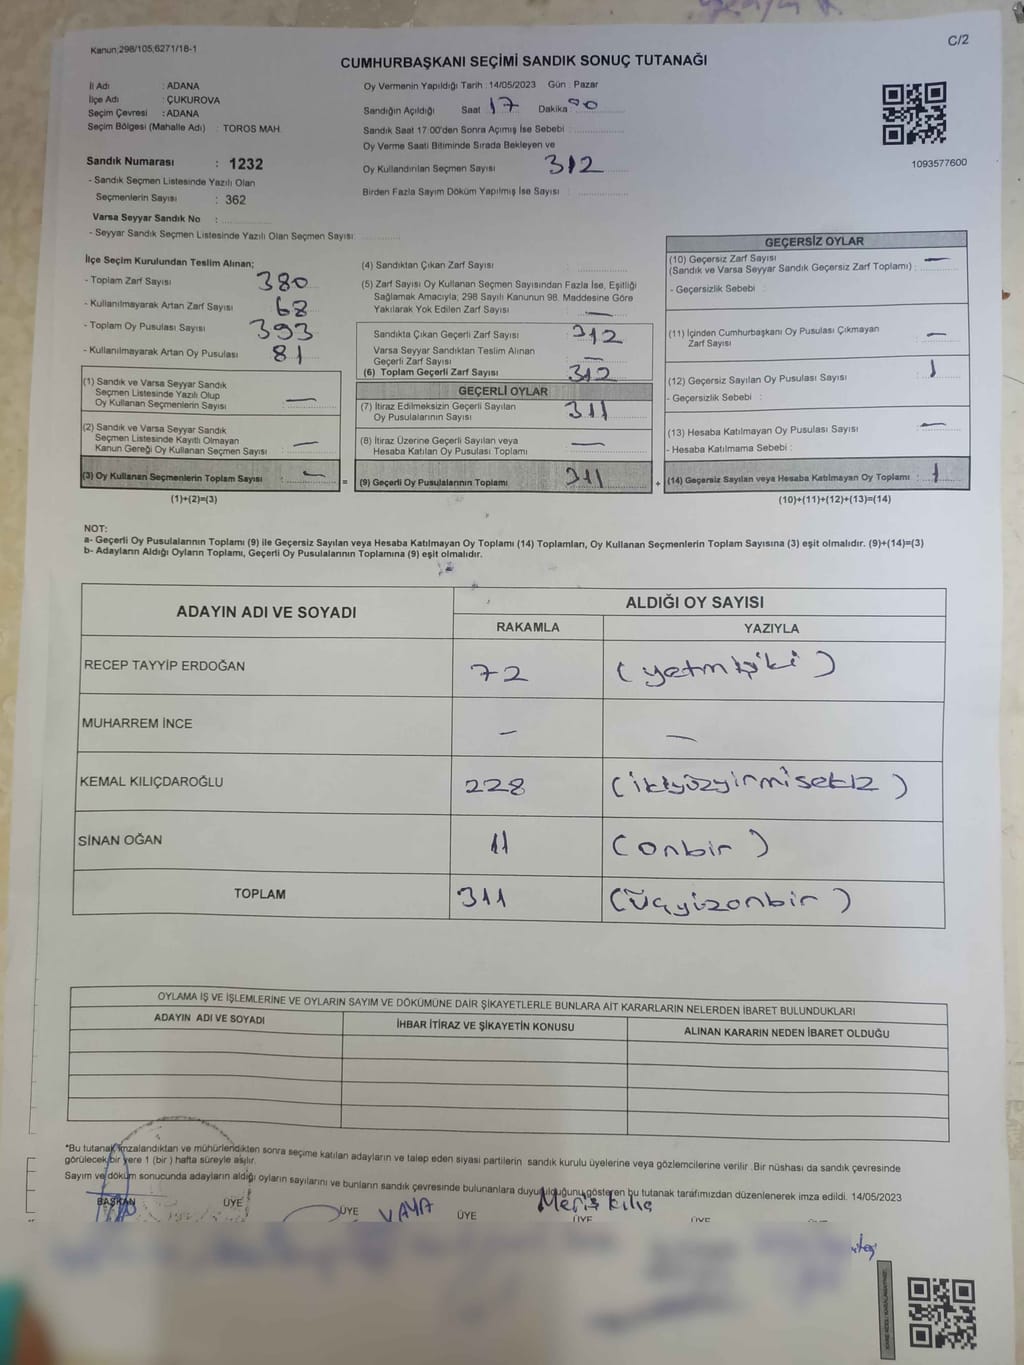 Kanun;298/105;6271/18-1
C/2
CUMHURBAŞKANI SEÇİMİ SANDIK SONUÇ TUTANAĞI
İl Adı : ADANA
İlçe Adı : ÇUKUROVA
Seçim Çevresi : ADANA
Seçim Bölgesi (Mahalle Adı) : TOROS MAH.
Oy Vermenin Yapıldığı Tarih : 14/05/2023 Gün : Pazar
Sandığın Açıldığı Saat 17 Dakika
Sandık Saat 17:00'den Sonra Açımış İse Sebebi :
Oy Verme Saati Bitiminde Sırada Bekleyen ve
Oy Kullandırılan Seçmen Sayısı 312
Birden Fazla Sayım Döküm Yapılmış İse Sayısı :
1093577600
Sandık Numarası : 1232
- Sandık Seçmen Listesinde Yazılı Olan
Seçmenlerin Sayısı : 362
Varsa Seyyar Sandık No :
- Seyyar Sandık Seçmen Listesinde Yazılı Olan Seçmen Sayısı:
İlçe Seçim Kurulundan Teslim Alınan;
- Toplam Zarf Sayısı 380
- Kullanılmayarak Artan Zarf Sayısı 68
- Toplam Oy Pusulası Sayısı 393
- Kullanılmayarak Artan Oy Pusulası 81
(1) Sandık ve Varsa Seyyar Sandık
Seçmen Listesinde Yazılı Olup
Oy Kullanan Seçmenlerin Sayısı : —
(2) Sandık ve Varsa Seyyar Sandık
Seçmen Listesinde Kayıtlı Olmayan
Kanun Gereği Oy Kullanan Seçmen Sayısı : —
(3) Oy Kullanan Seçmenlerin Toplam Sayısı : —
(1)+(2)=(3)
=
(4) Sandıktan Çıkan Zarf Sayısı :
(5) Zarf Sayısı Oy Kullanan Seçmen Sayısından Fazla İse, Eşitliği
Sağlamak Amacıyla; 298 Sayılı Kanunun 98. Maddesine Göre
Yakılarak Yok Edilen Zarf Sayısı : —
Sandıkta Çıkan Geçerli Zarf Sayısı 312
Varsa Seyyar Sandıktan Teslim Alınan
Geçerli Zarf Sayısı —
(6) Toplam Geçerli Zarf Sayısı 312
GEÇERLİ OYLAR
(7) İtiraz Edilmeksizin Geçerli Sayılan
Oy Pusulalarının Sayısı 311
(8) İtiraz Üzerine Geçerli Sayılan veya
Hesaba Katılan Oy Pusulası Toplamı —
(9) Geçerli Oy Pusulalarının Toplamı 311
+
GEÇERSİZ OYLAR
(10) Geçersiz Zarf Sayısı
(Sandık ve Varsa Seyyar Sandık Geçersiz Zarf Toplamı) : —
- Geçersizlik Sebebi :
(11) İçinden Cumhurbaşkanı Oy Pusulası Çıkmayan
Zarf Sayısı —
(12) Geçersiz Sayılan Oy Pusulası Sayısı 1
- Geçersizlik Sebebi :
(13) Hesaba Katılmayan Oy Pusulası Sayısı —
- Hesaba Katılmama Sebebi :
(14) Geçersiz Sayılan veya Hesaba Katılmayan Oy Toplamı : 1
(10)+(11)+(12)+(13)=(14)
NOT:
a- Geçerli Oy Pusulalarının Toplamı (9) ile Geçersiz Sayılan veya Hesaba Katılmayan Oy Toplamı (14) Toplamları, Oy Kullanan Seçmenlerin Toplam Sayısına (3) eşit olmalıdır. (9)+(14)=(3)
b- Adayların Aldığı Oyların Toplamı, Geçerli Oy Pusulalarının Toplamına (9) eşit olmalıdır.
ADAYIN ADI VE SOYADI
ALDIĞI OY SAYISI
RAKAMLA YAZIYLA
RECEP TAYYİP ERDOĞAN 72 (yetmişiki)
MUHARREM İNCE — —
KEMAL KILIÇDAROĞLU 228 (ikiyüzyirmisekiz)
SİNAN OĞAN 11 (onbir)
TOPLAM 311 (üçyüzonbir)
OYLAMA İŞ VE İŞLEMLERİNE VE OYLARIN SAYIM VE DÖKÜMÜNE DAİR ŞİKAYETLERLE BUNLARA AİT KARARLARIN NELERDEN İBARET BULUNDUKLARI
ADAYIN ADI VE SOYADI İHBAR İTİRAZ VE ŞİKAYETİN KONUSU ALINAN KARARIN NEDEN İBARET OLDUĞU
*Bu tutanak imzalandıktan ve mühürlendikten sonra seçime katılan adayların ve talep eden siyasi partilerin sandık kurulu üyelerine veya gözlemcilerine verilir .Bir nüshası da sandık çevresinde
görülecek bir yere 1 (bir ) hafta süreyle asılır.
Sayım ve döküm sonucunda adayların aldığı oyların sayılarını ve bunların sandık çevresinde bulunanlara duyurulduğunu gösteren bu tutanak tarafımızdan düzenlenerek imza edildi. 14/05/2023
BAŞKAN ÜYE ÜYE ÜYE ÜYE ÜYE